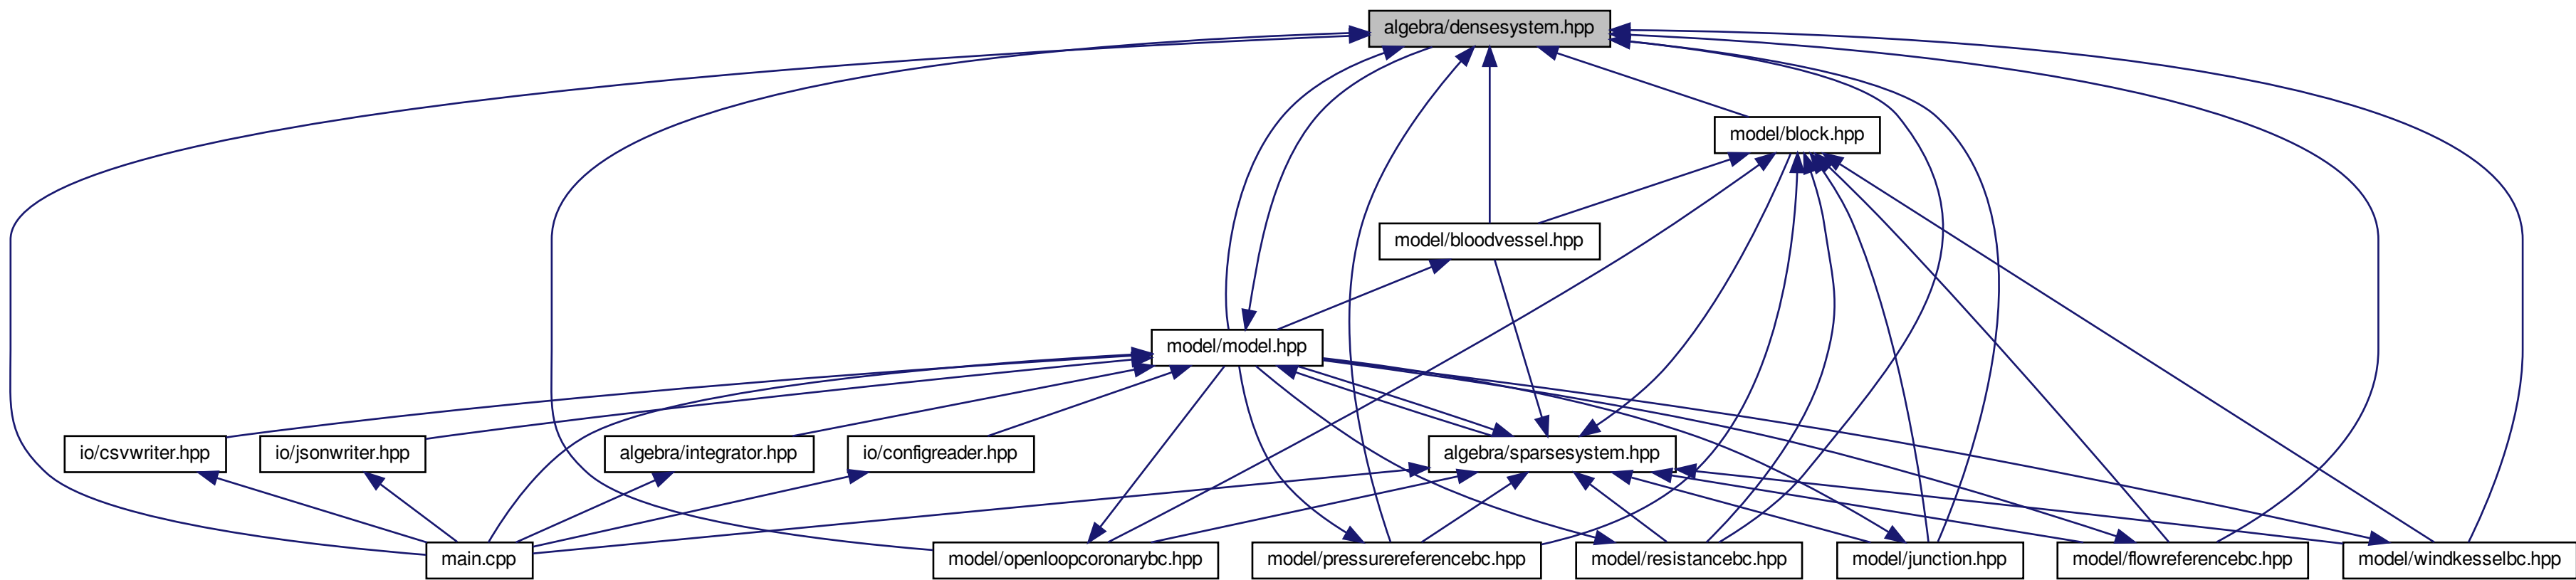 algebra/densesystem.hpp
model/block.hpp
model/bloodvessel.hpp
model/model.hpp
io/csvwriter.hpp
io/jsonwriter.hpp
algebra/integrator.hpp
io/configreader.hpp
algebra/sparsesystem.hpp
main.cpp
model/openloopcoronarybc.hpp
model/pressurereferencebc.hpp
model/resistancebc.hpp
model/junction.hpp
model/flowreferencebc.hpp
model/windkesselbc.hpp